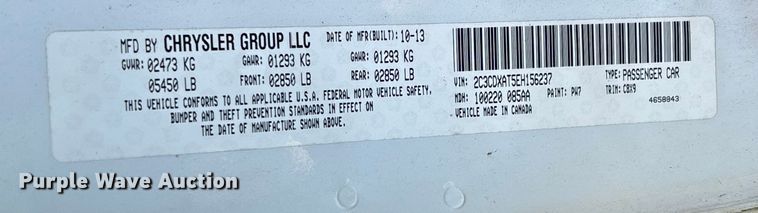 MFD BY CHRYSLER GROUP LLC DATE OF MFR(BUILT): 10-13
GVWR: 02473 KG GAWR: 01293 KG GAWR: 01293 KG
05450 LB FRONT: 02850 LB REAR: 02850 LB
THIS VEHICLE CONFORMS TO ALL APPLICABLE U.S.A. FEDERAL MOTOR VEHICLE SAFETY,
BUMPER AND THEFT PREVENTION STANDARDS IN EFFECT ON
THE DATE OF MANUFACTURE SHOWN ABOVE.
VIN: 2C3CDXAT5EH156237 TYPE: PASSENGER CAR
MDH: 100220 085AA PAINT: PW7 TRIM: CBX9
VEHICLE MADE IN CANADA 4658843
Purple Wave Auction